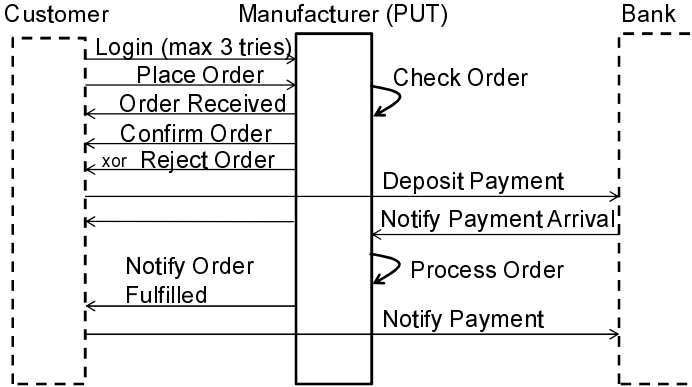 Customer
Manufacturer (PUT)
Bank
Login (max 3 tries)
Place Order
Check Order
Order Received
Confirm Order
xor Reject Order
Deposit Payment
Notify Payment Arrival
Notify Order
Fulfilled
Process Order
Notify Payment